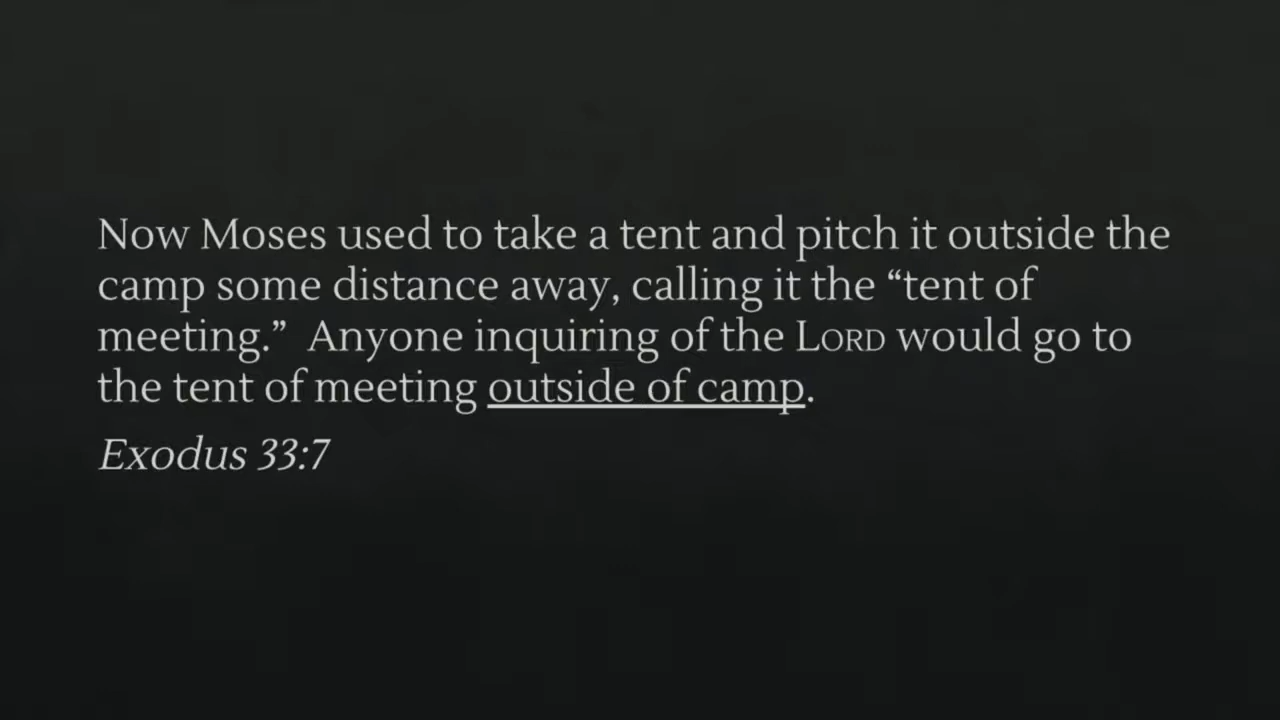 Now Moses used to take a tent and pitch it outside the
camp some distance away, calling it the “tent of
meeting.”  Anyone inquiring of the LORD would go to
the tent of meeting outside of camp.
Exodus 33:7